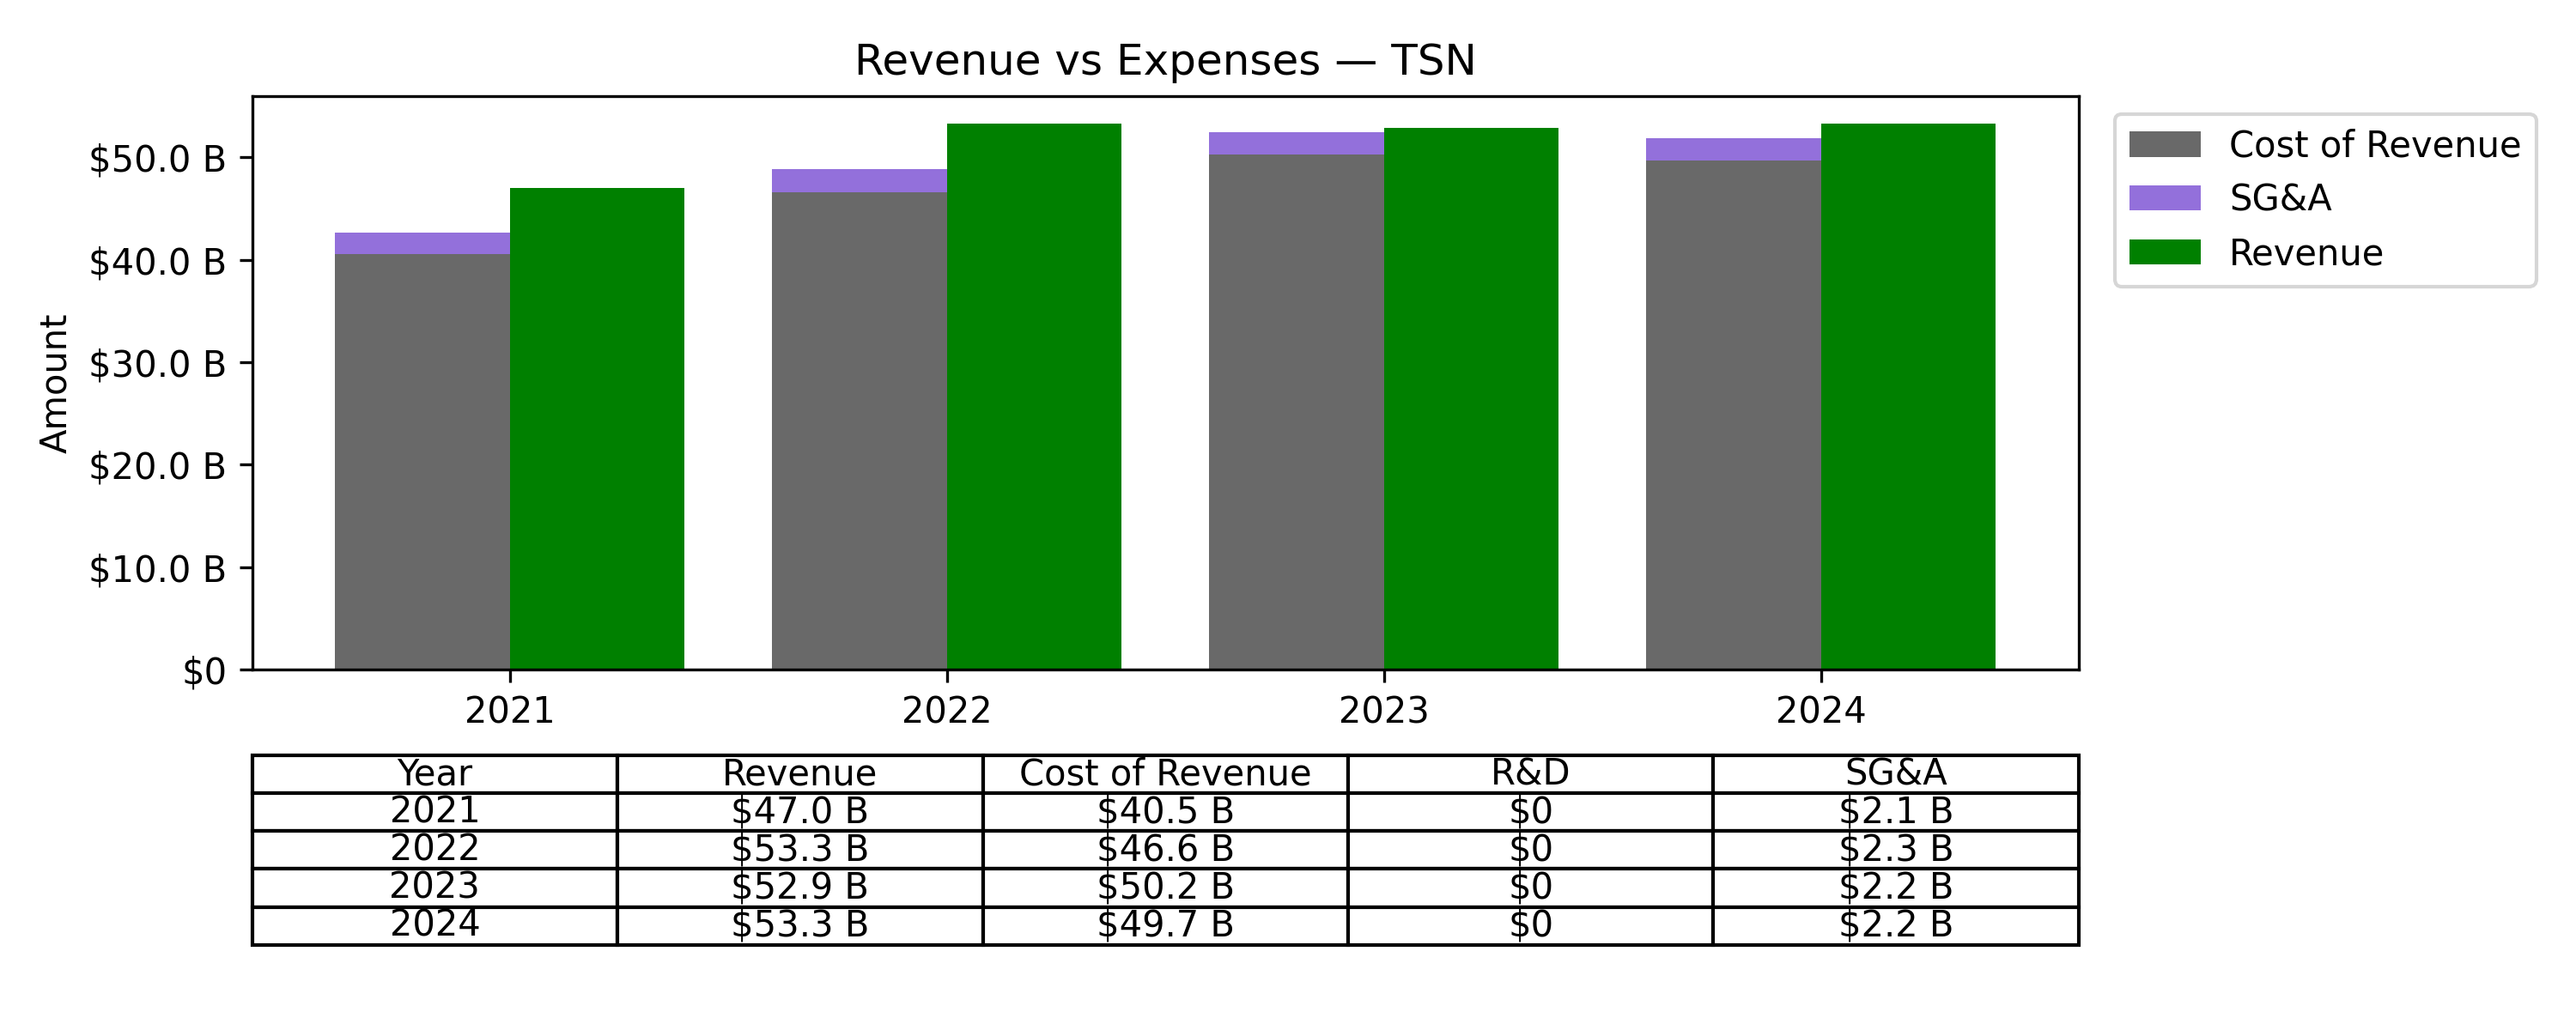 Revenue vs Expenses — TSN
Amount
$50.0 B
$40.0 B
$30.0 B
$20.0 B
$10.0 B
$0
2021 2022 2023 2024
Cost of Revenue
SG&A
Revenue
Year Revenue Cost of Revenue R&D SG&A
2021 $47.0 B $40.5 B $0 $2.1 B
2022 $53.3 B $46.6 B $0 $2.3 B
2023 $52.9 B $50.2 B $0 $2.2 B
2024 $53.3 B $49.7 B $0 $2.2 B